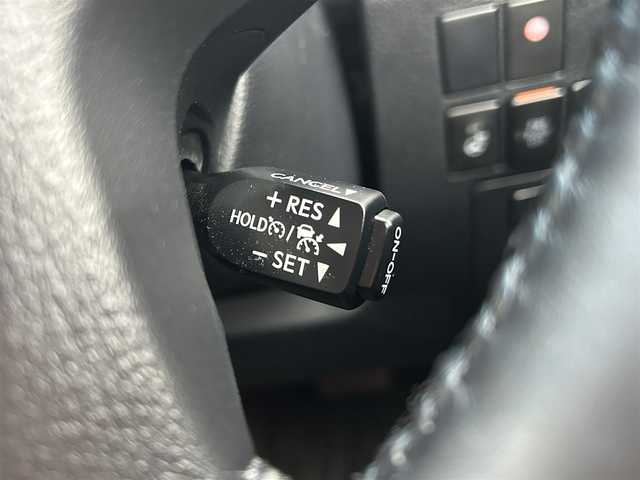 CANCEL▼
+ RES ▲
HOLD /
− SET ▼
ON-OFF